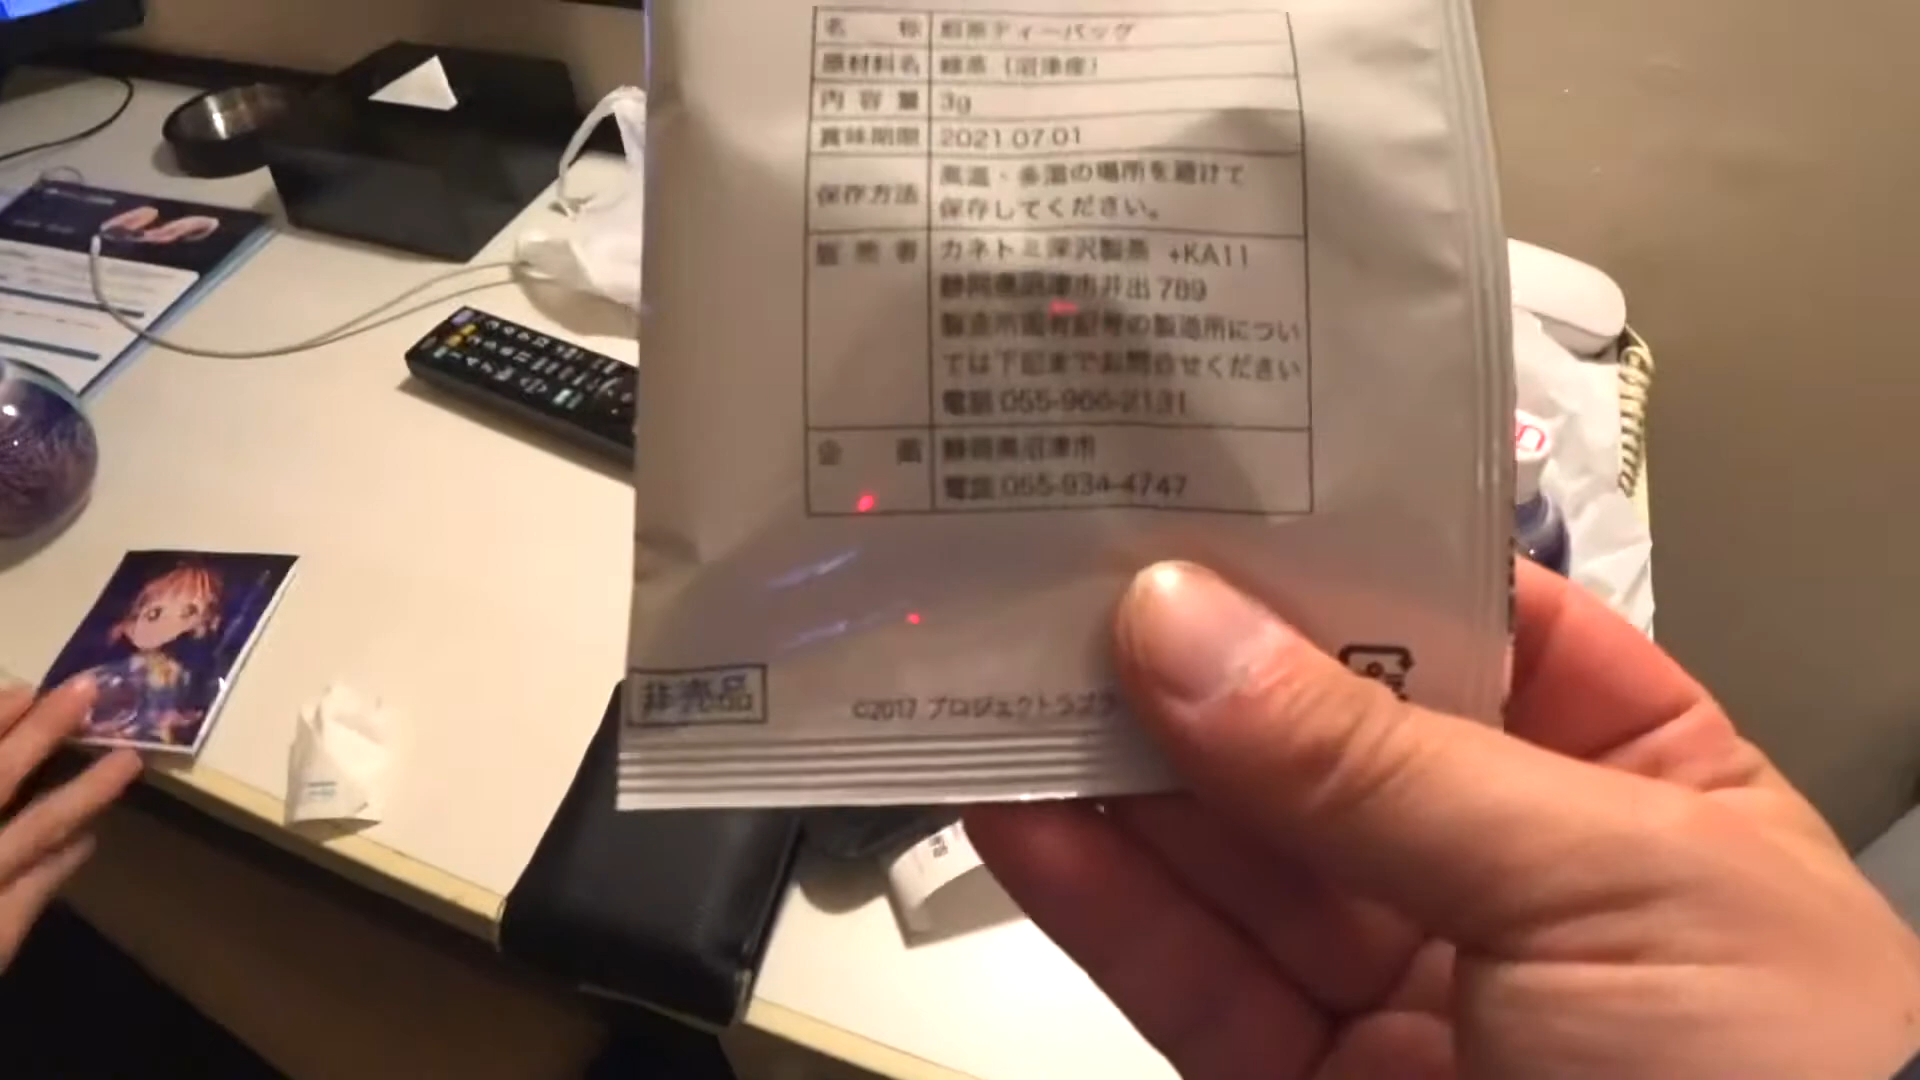 名 称 煎茶ティーバッグ
原材料名 緑茶（沼津産）
内容量 3g
賞味期限 2021.07.01
保存方法 高温・多湿の場所を避けて
保存してください。
販売者 カネトミ深沢製茶 +KA11
静岡県沼津市井出 789
製造所固有記号の製造所につい
ては下記までお問合せください
電話 055-966-2131
企 画 静岡県沼津市
電話 055-934-4747
非売品
©2017 プロジェクトラブラ